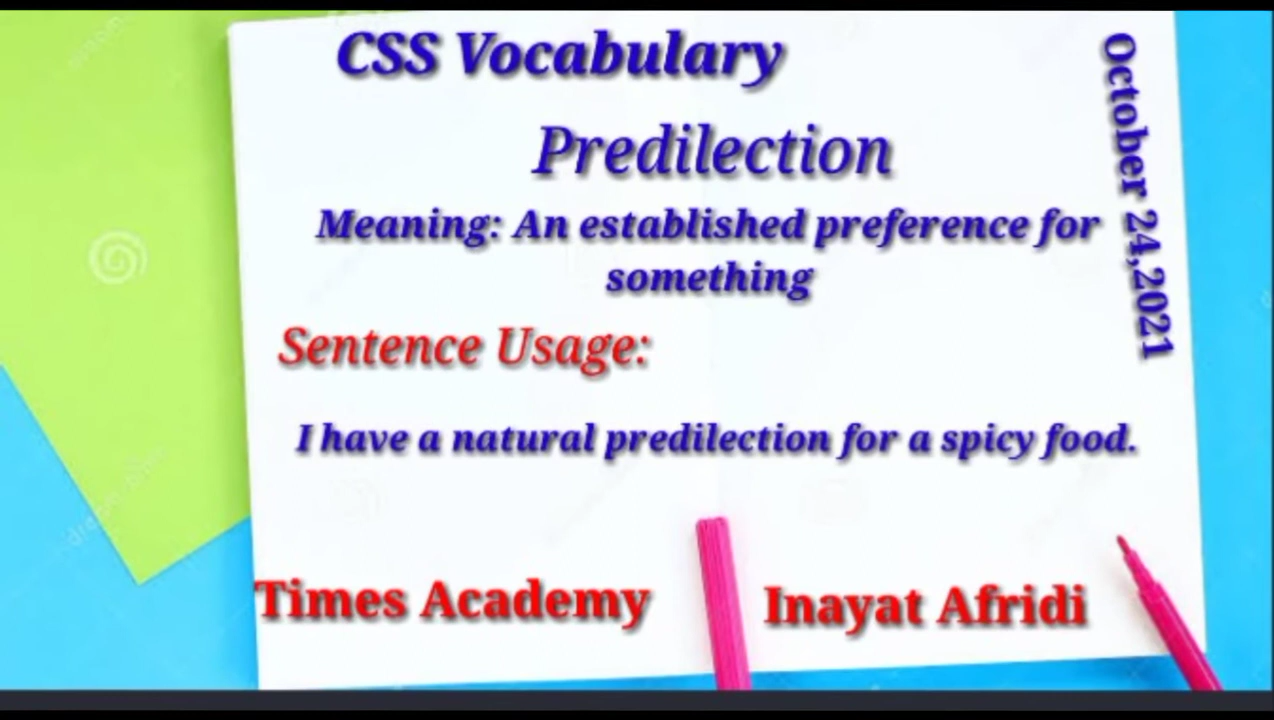 CSS Vocabulary
October 24,2021
Predilection
Meaning: An established preference for
something
Sentence Usage:
I have a natural predilection for a spicy food.
Times Academy
Inayat Afridi